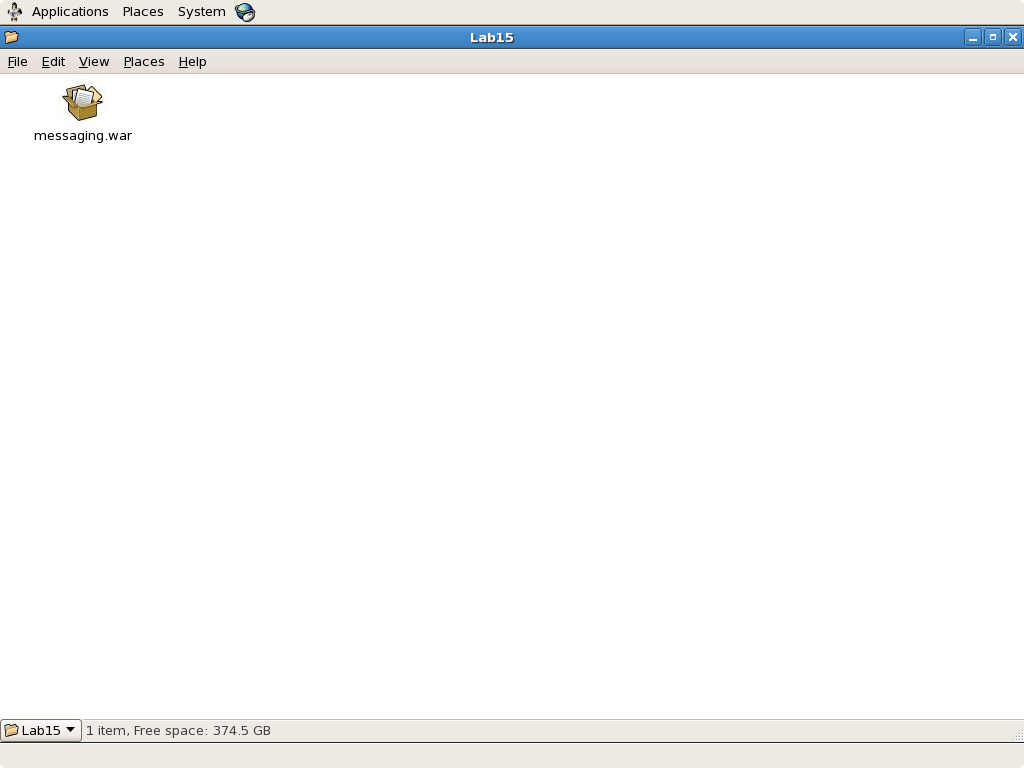 Applications Places System
Lab15
File Edit View Places Help
messaging.war
Lab15 1 item, Free space: 374.5 GB